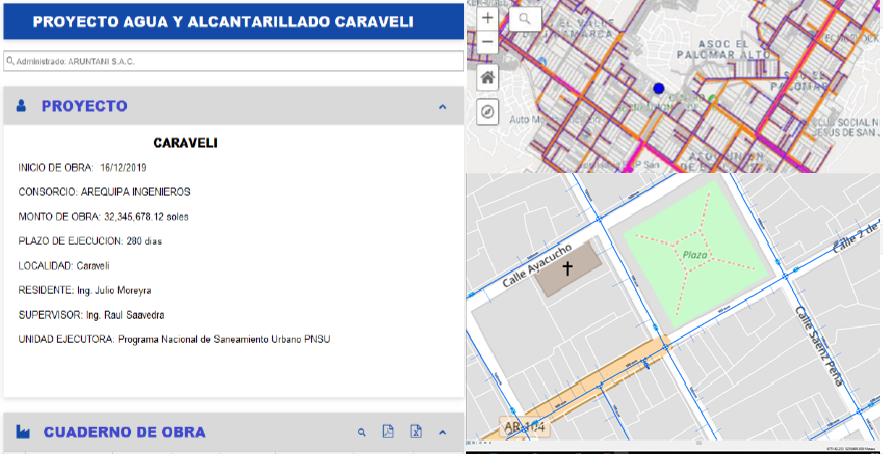 PROYECTO AGUA Y ALCANTARILLADO CARAVELI
Administrado: ARUNTANI S.A.C.
PROYECTO
CARAVELI
INICIO DE OBRA: 16/12/2019
CONSORCIO: AREQUIPA INGENIEROS
MONTO DE OBRA: 32,345,678.12 soles
PLAZO DE EJECUCION: 280 dias
LOCALIDAD: Caraveli
RESIDENTE: Ing. Julio Moreyra
SUPERVISOR: Ing. Raul Saavedra
UNIDAD EJECUTORA: Programa Nacional de Saneamiento Urbano PNSU
CUADERNO DE OBRA
EL VALLE
ASOC EL
PALOMAR ALTO
EL
PALOMAR
Auto
SOCIAL
JESUS DE SAN
San
Plaza
Calle Ayacucho
Calle 2 de
Calle Saenz Peña
AR-104